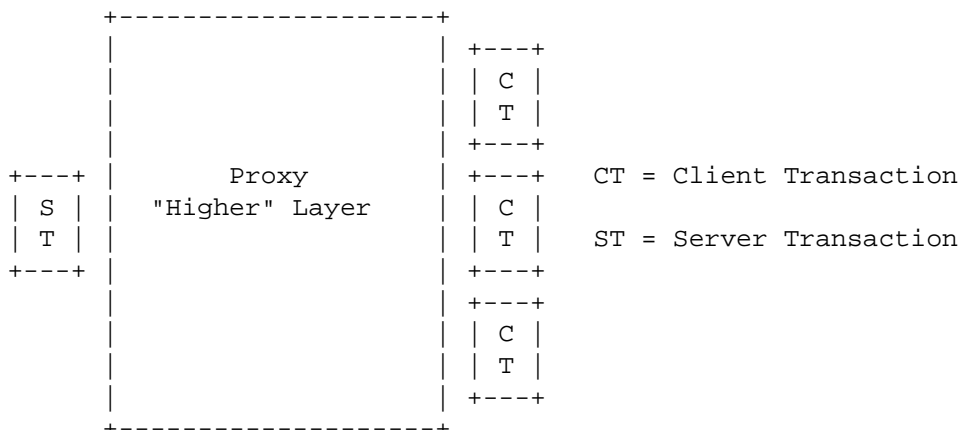 C
T
Proxy
"Higher" Layer
S
T
C
T
CT = Client Transaction
ST = Server Transaction
C
T